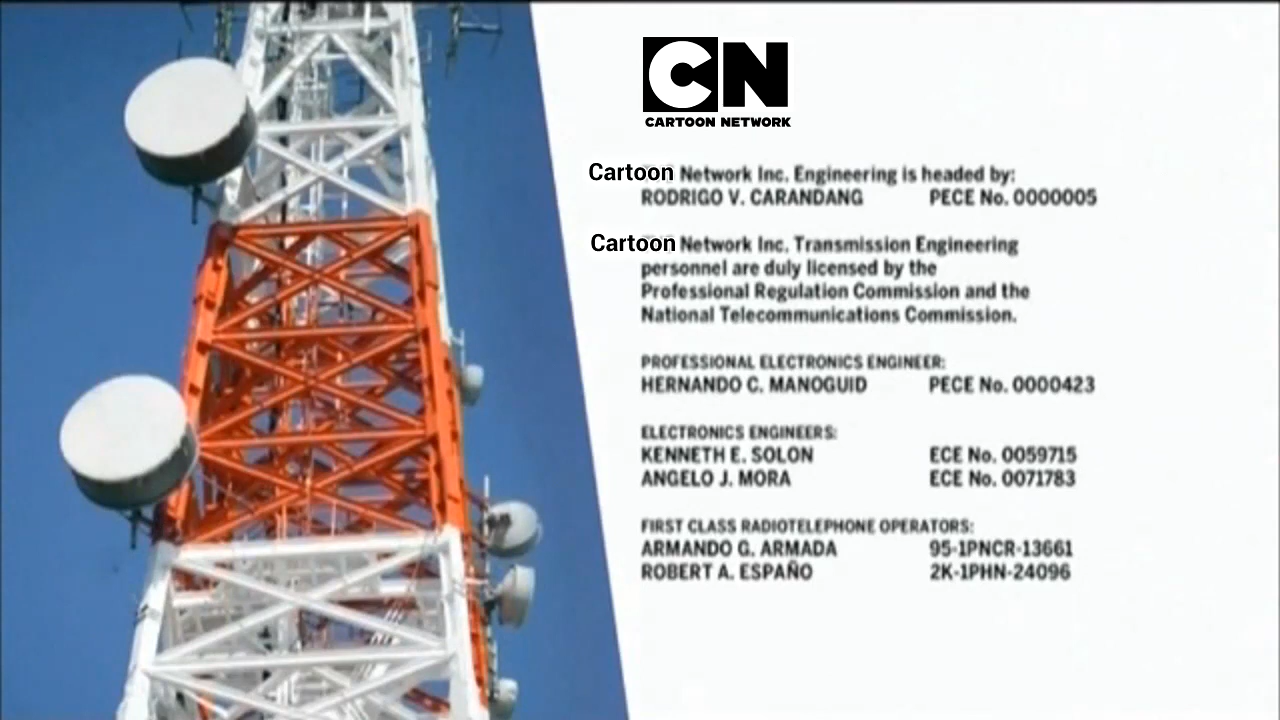 CN
CARTOON NETWORK
Cartoon Network Inc. Engineering is headed by:
RODRIGO V. CARANDANG PECE No. 0000005
Cartoon Network Inc. Transmission Engineering
personnel are duly licensed by the
Professional Regulation Commission and the
National Telecommunications Commission.
PROFESSIONAL ELECTRONICS ENGINEER:
HERNANDO C. MANOGUID PECE No. 0000423
ELECTRONICS ENGINEERS:
KENNETH E. SOLON ECE No. 0059715
ANGELO J. MORA ECE No. 0071783
FIRST CLASS RADIOTELEPHONE OPERATORS:
ARMANDO G. ARMADA 95-1PNCR-13661
ROBERT A. ESPAÑO 2K-1PHN-24096